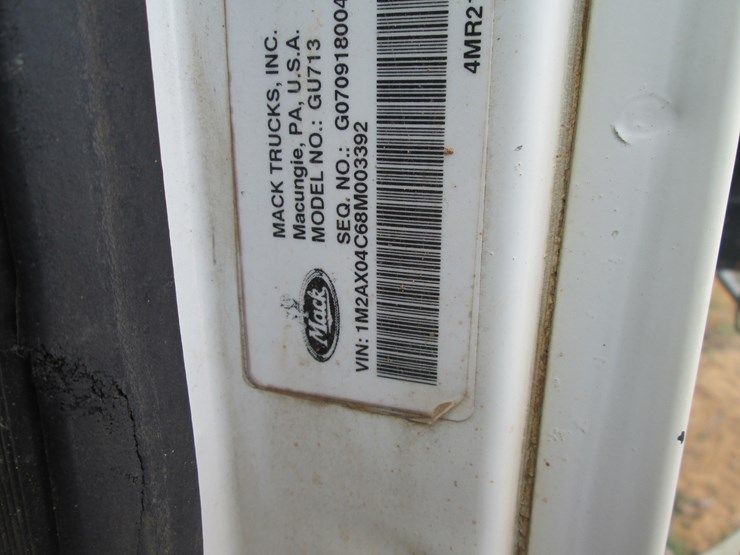 MACK TRUCKS, INC.
Macungie, PA, U.S.A.
MODEL NO.: GU713
SEQ. NO.: G070918004
Mack
VIN: 1M2AX04C68M003392
4MR2